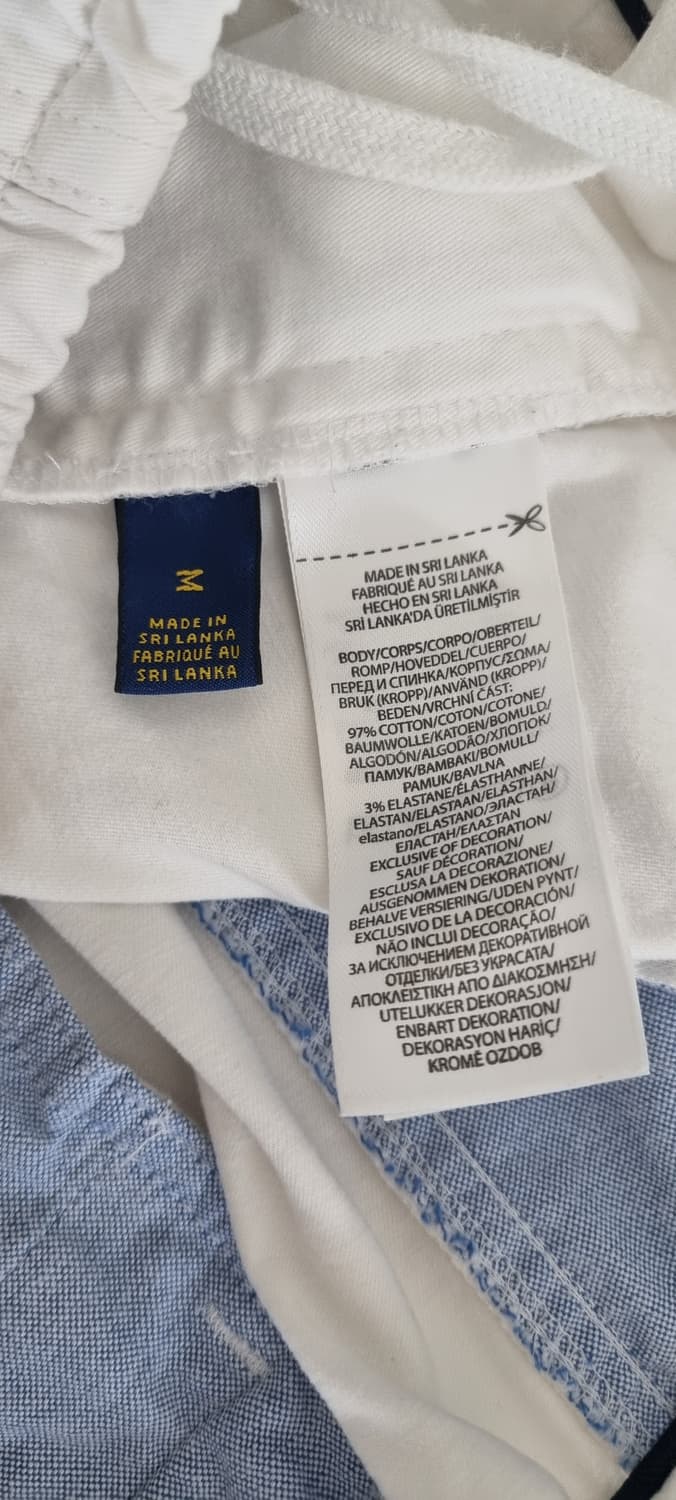 M
MADE IN
SRI LANKA
FABRIQUÉ AU
SRI LANKA
MADE IN SRI LANKA
FABRIQUÉ AU SRI LANKA
HECHO EN SRI LANKA
SRİ LANKA'DA ÜRETİLMİŞTİR
BODY/CORPS/CORPO/OBERTEIL/
ROMP/HOVEDDEL/CUERPO/
ПЕРЕД И СПИНКА/КОРПУС/ΣΩΜΑ/
BRUK (KROPP)/ANVÄND (KROPP)/
BEDEN/VRCHNÍ ČÁST:
97% COTTON/COTON/COTONE/
BAUMWOLLE/KATOEN/BOMULD/
ALGODÓN/ALGODÃO/ХЛОПОК/
ПАМУК/ΒΑΜΒΑΚΙ/BOMULL/
PAMUK/BAVLNA
3% ELASTANE/ÉLASTHANNE/
ELASTAN/ELASTAAN/ELASTHAN/
elastano/ELASTANO/ЭЛАСТАН/
ЕЛАСТАН/ΕΛΑΣΤΑΝ
EXCLUSIVE OF DECORATION/
SAUF DÉCORATION/
ESCLUSA LA DECORAZIONE/
AUSGENOMMEN DEKORATION/
BEHALVE VERSIERING/UDEN PYNT/
EXCLUSIVO DE LA DECORACIÓN/
NÃO INCLUI DECORAÇÃO/
ЗА ИСКЛЮЧЕНИЕМ ДЕКОРАТИВНОЙ
ОТДЕЛКИ/БЕЗ УКРАСАТА/
ΑΠΟΚΛΕΙΣΤΙΚΗ ΑΠΟ ΔΙΑΚΟΣΜΗΣΗ/
UTELUKKER DEKORASJON/
ENBART DEKORATION/
DEKORASYON HARİÇ/
KROMĚ OZDOB